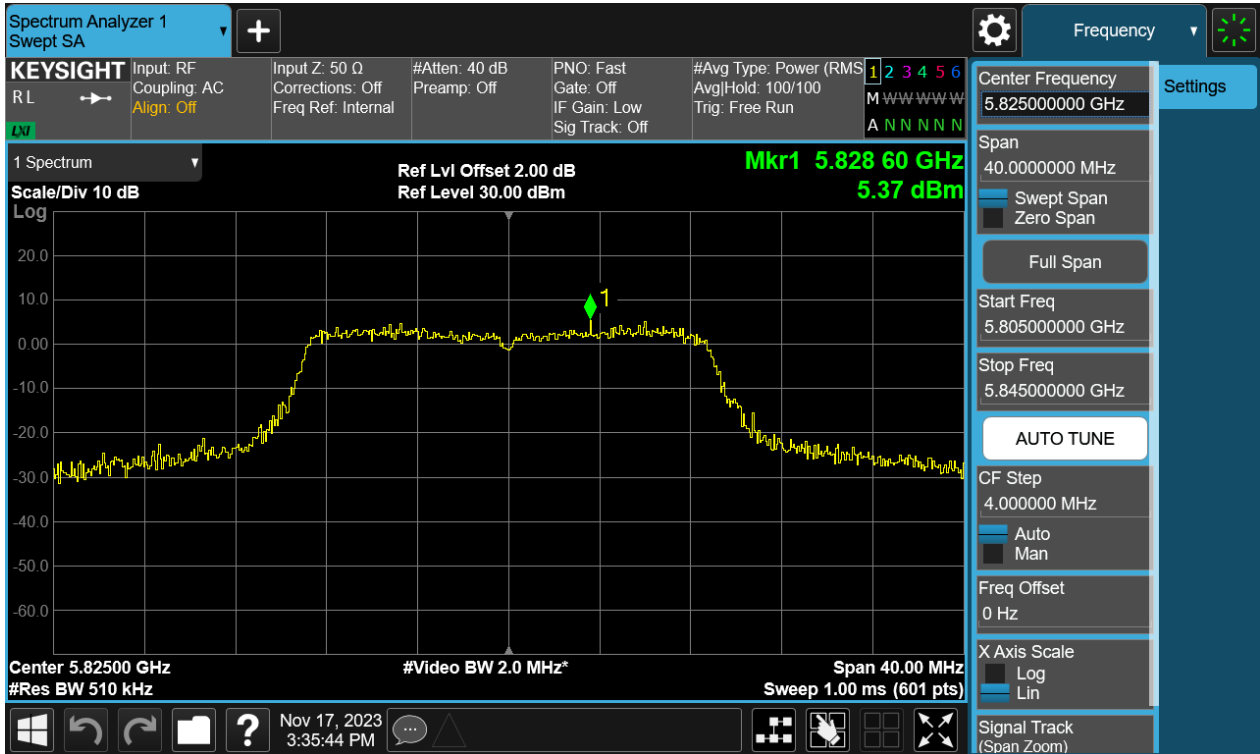 Spectrum Analyzer 1
Swept SA
+
Frequency
KEYSIGHT
R L
LXI
Input: RF
Coupling: AC
Align: Off
Input Z: 50 Ω
Corrections: Off
Freq Ref: Internal
#Atten: 40 dB
Preamp: Off
PNO: Fast
Gate: Off
IF Gain: Low
Sig Track: Off
#Avg Type: Power (RMS
Avg|Hold: 100/100
Trig: Free Run
1 2 3 4 5 6
M W W W W W
A N N N N N
Center Frequency
5.825000000 GHz
Settings
Span
40.0000000 MHz
Swept Span
Zero Span
Full Span
Start Freq
5.805000000 GHz
Stop Freq
5.845000000 GHz
AUTO TUNE
CF Step
4.000000 MHz
Auto
Man
Freq Offset
0 Hz
X Axis Scale
Log
Lin
Signal Track
(Span Zoom)
1 Spectrum
Scale/Div 10 dB
Log
Ref Lvl Offset 2.00 dB
Ref Level 30.00 dBm
Mkr1 5.828 60 GHz
5.37 dBm
1
20.0
10.0
0.00
-10.0
-20.0
-30.0
-40.0
-50.0
-60.0
Center 5.82500 GHz
#Res BW 510 kHz
#Video BW 2.0 MHz*
Span 40.00 MHz
Sweep 1.00 ms (601 pts)
?
Nov 17, 2023
3:35:44 PM